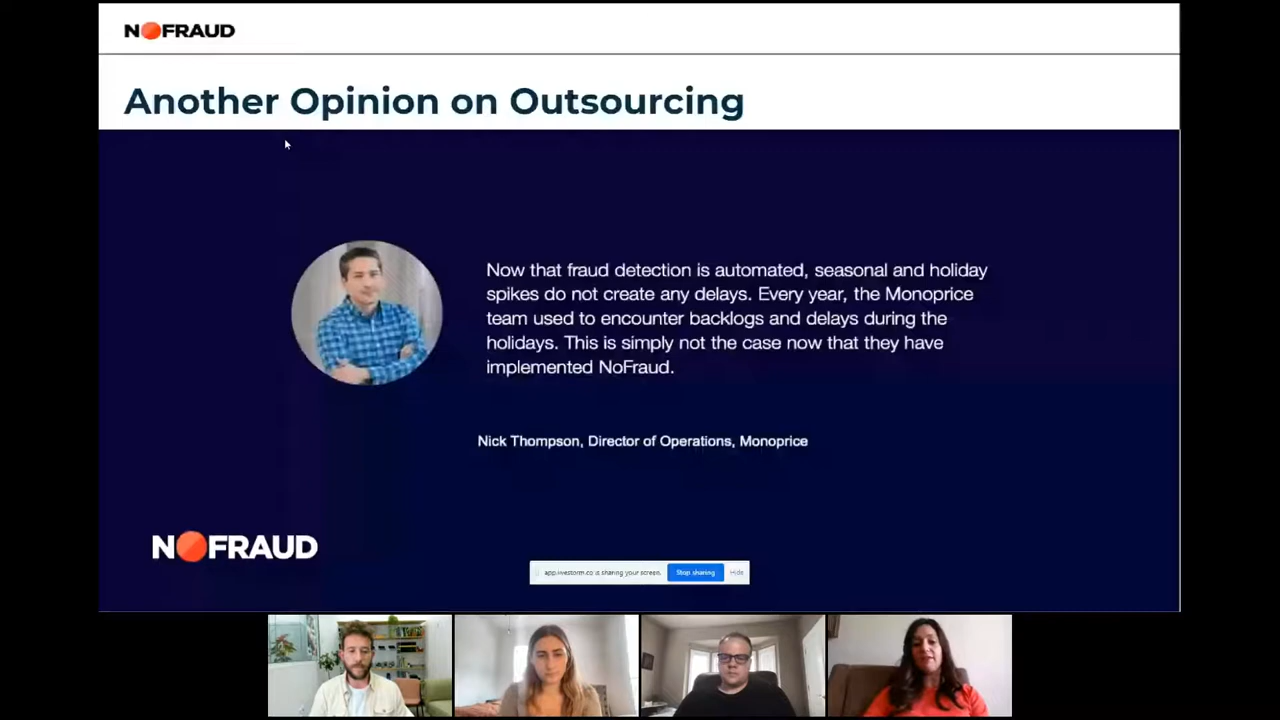 NOFRAUD
Another Opinion on Outsourcing
Now that fraud detection is automated, seasonal and holiday
spikes do not create any delays. Every year, the Monoprice
team used to encounter backlogs and delays during the
holidays. This is simply not the case now that they have
implemented NoFraud.
Nick Thompson, Director of Operations, Monoprice
NOFRAUD
app.livestorm.co is sharing your screen. Stop sharing Hide